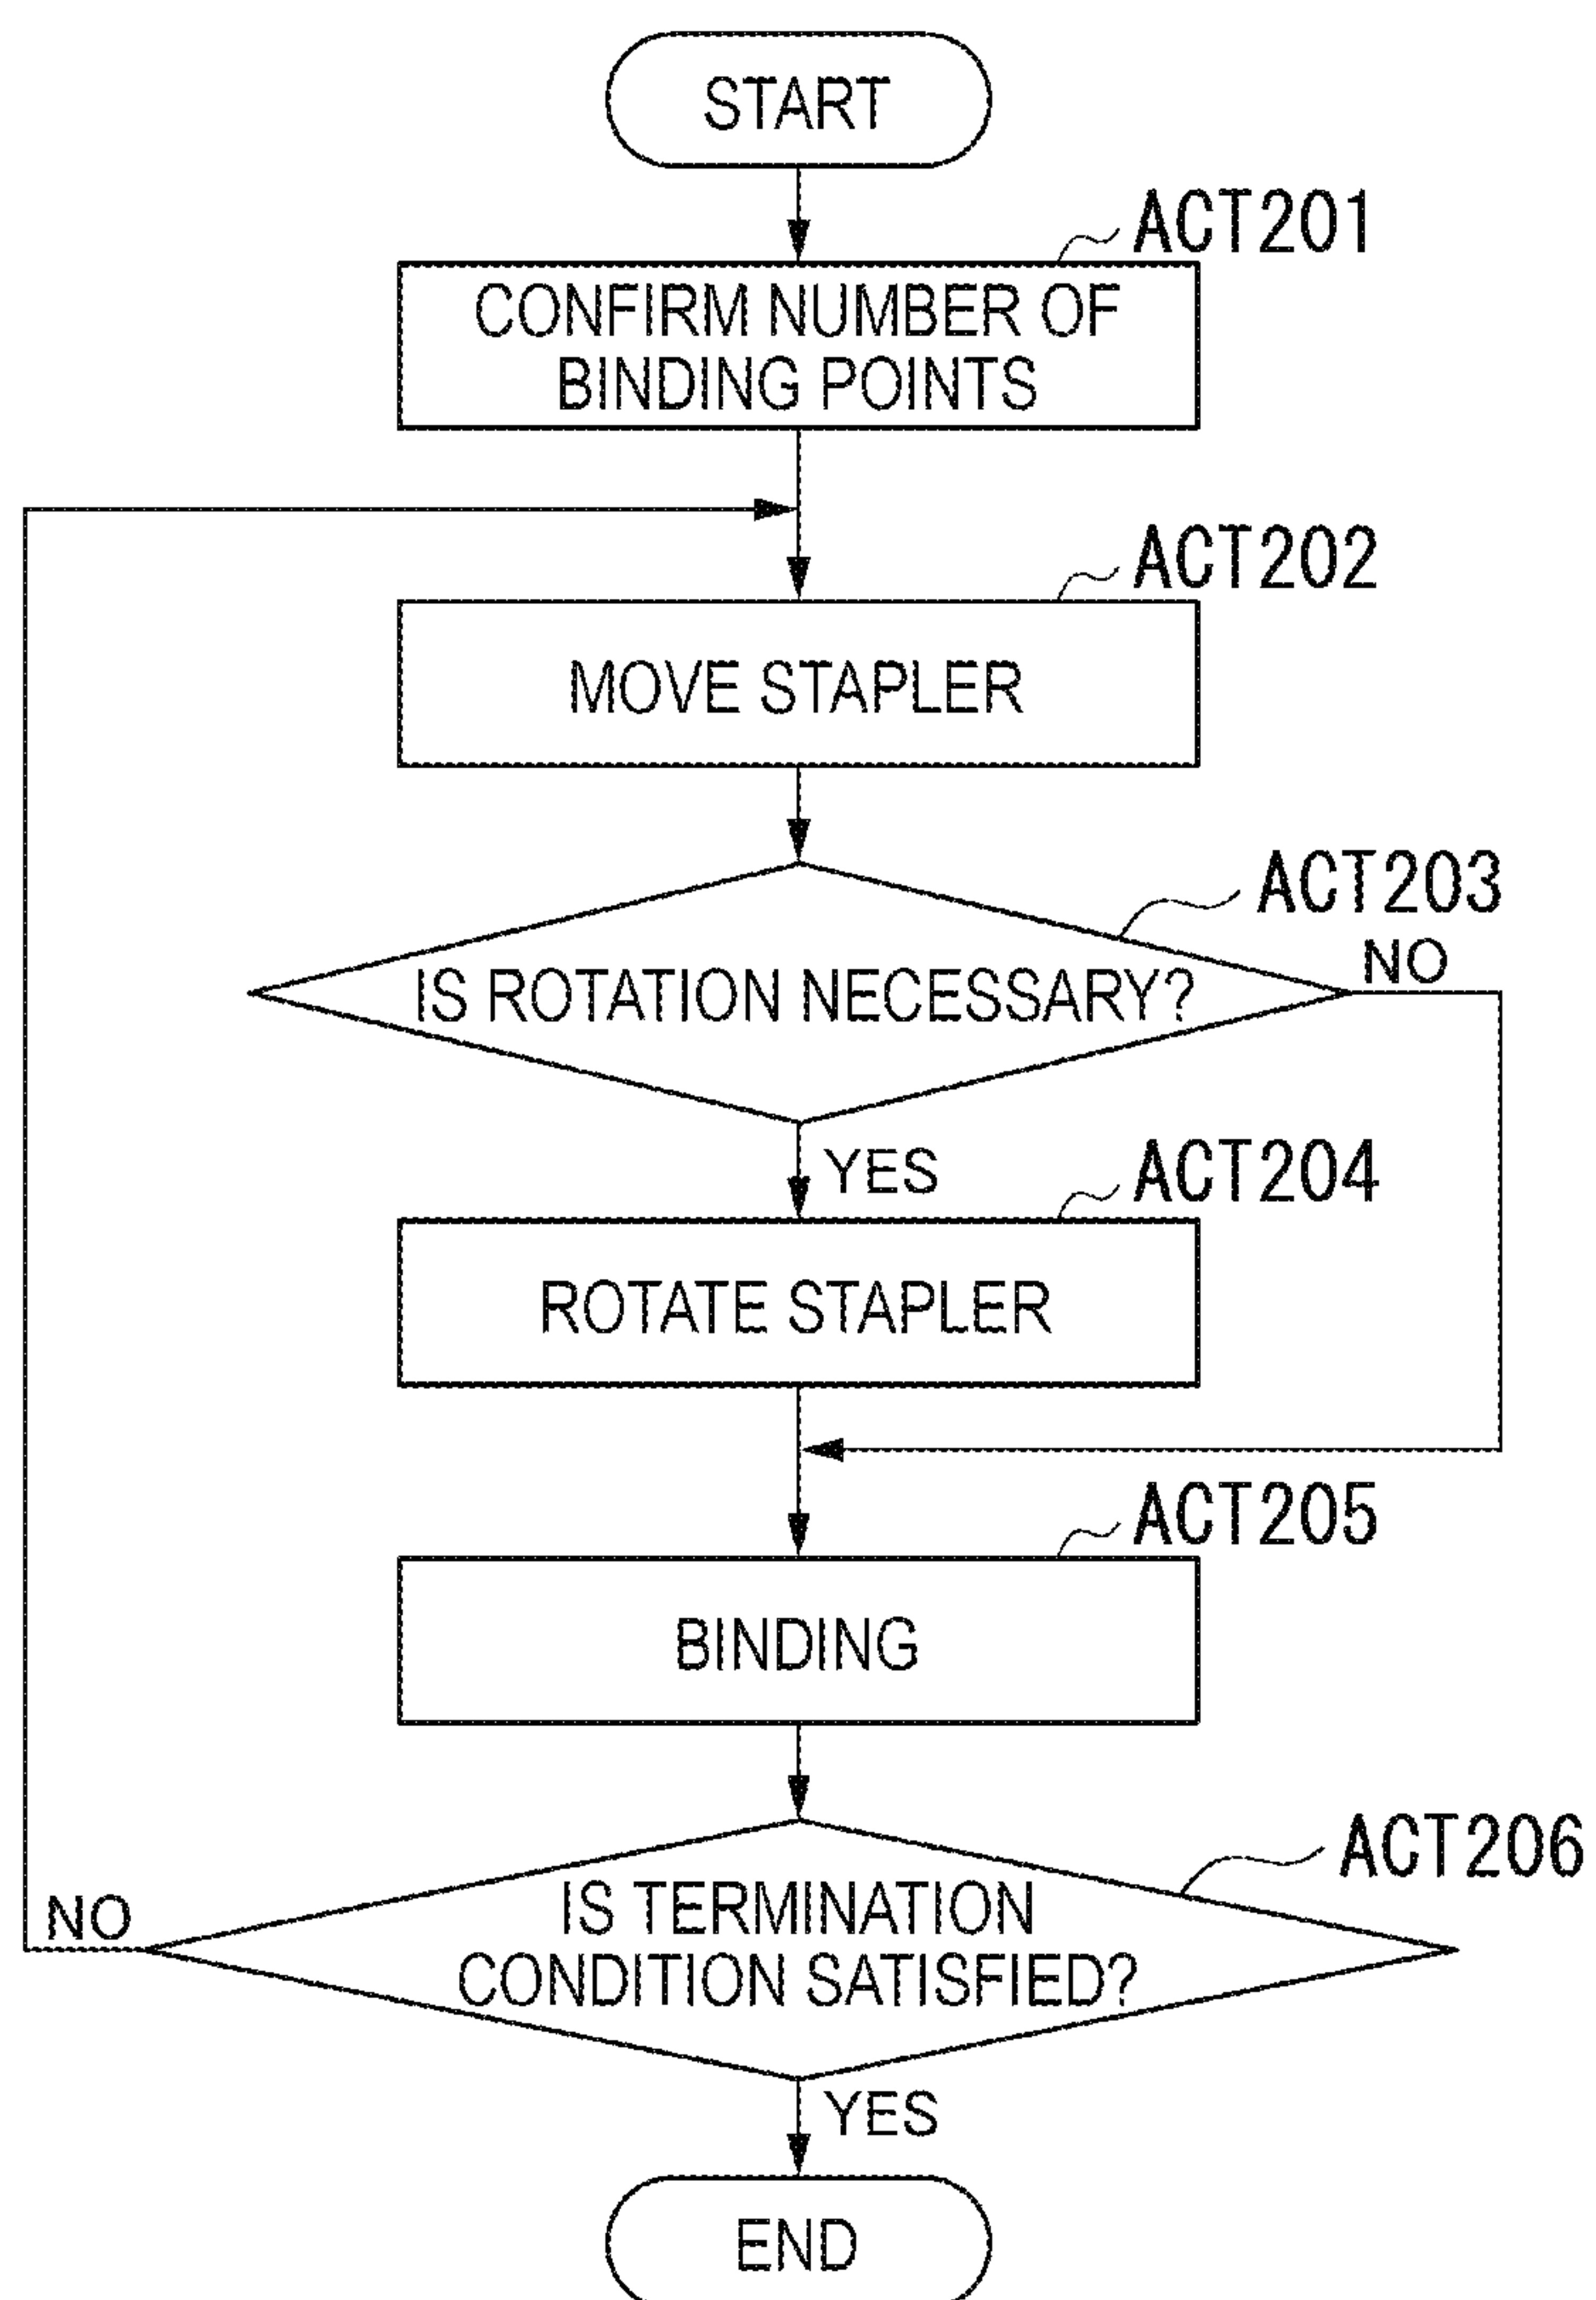 START
ACT201
CONFIRM NUMBER OF
BINDING POINTS
ACT202
MOVE STAPLER
ACT203
IS ROTATION NECESSARY?
NO
YES
ACT204
ROTATE STAPLER
ACT205
BINDING
ACT206
IS TERMINATION
CONDITION SATISFIED?
NO
YES
END